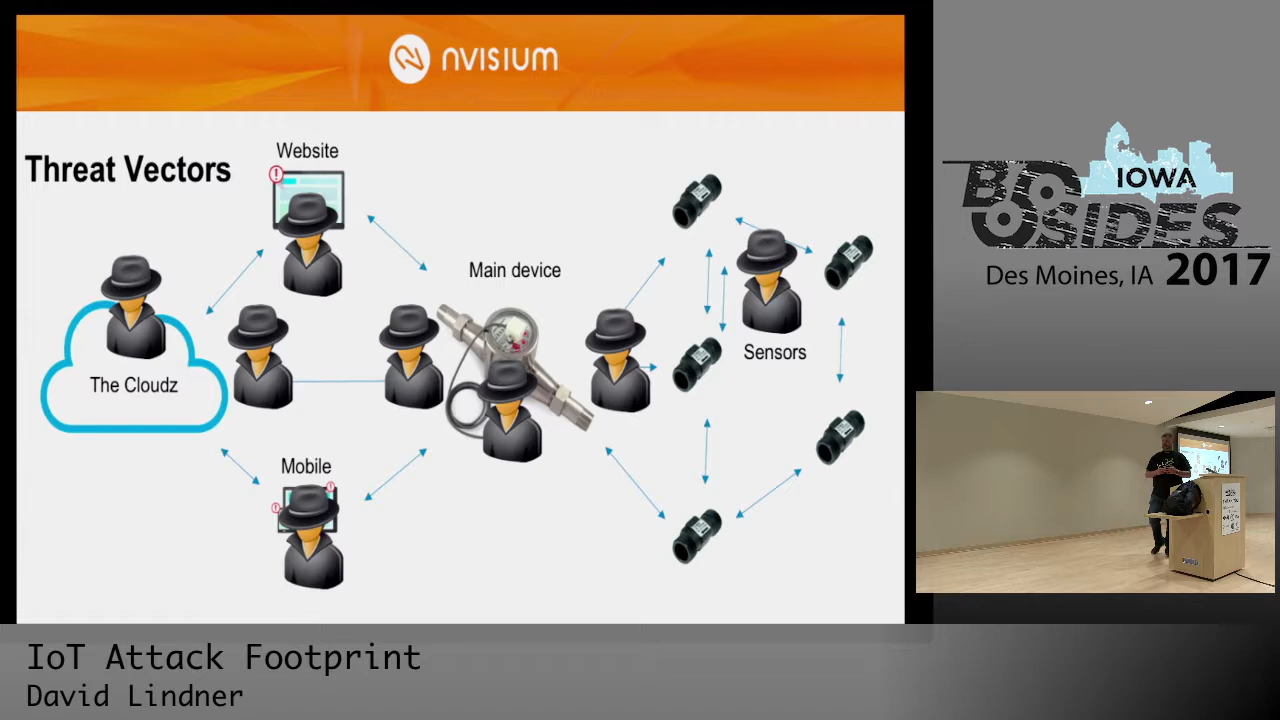 nVISIUM
Threat Vectors
Website
Main device
The Cloudz
Sensors
Mobile
IOWA
BSIDES
Des Moines, IA 2017
IoT Attack Footprint
David Lindner